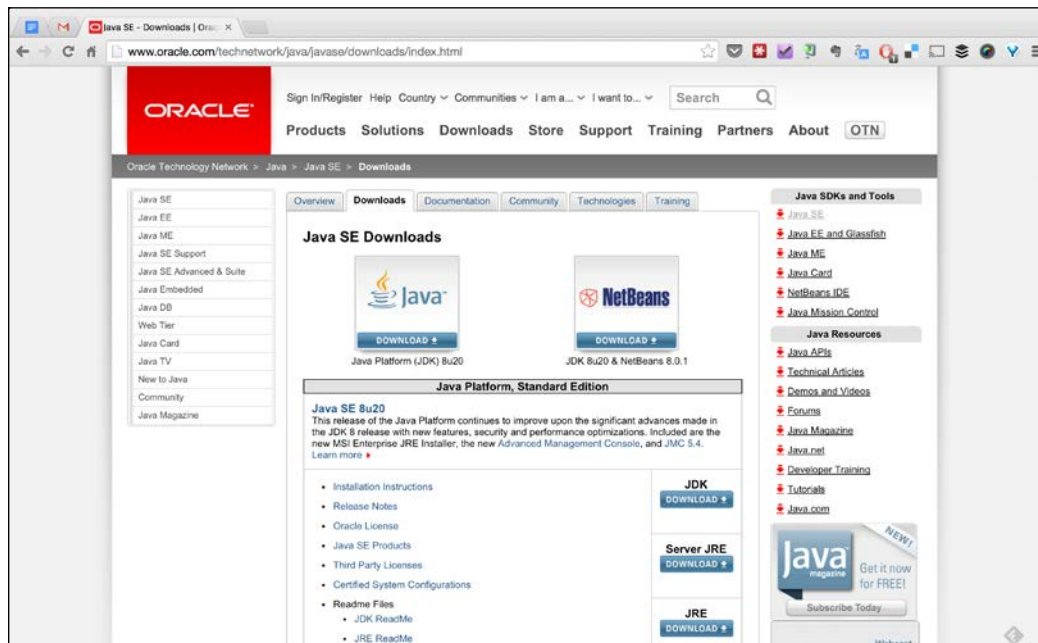 Java SE - Downloads | Orac
www.oracle.com/technetwork/java/javase/downloads/index.html
ORACLE
Sign In/Register Help Country Communities I am a... I want to... Search
Products Solutions Downloads Store Support Training Partners About OTN
Oracle Technology Network > Java > Java SE > Downloads
Java SE
Java EE
Java ME
Java SE Support
Java SE Advanced & Suite
Java Embedded
Java DB
Web Tier
Java Card
Java TV
New to Java
Community
Java Magazine
Overview Downloads Documentation Community Technologies Training
Java SE Downloads
Java
DOWNLOAD
Java Platform (JDK) 8u20
NetBeans
DOWNLOAD
JDK 8u20 & NetBeans 8.0.1
Java Platform, Standard Edition
Java SE 8u20
This release of the Java Platform continues to improve upon the significant advances made in
the JDK 8 release with new features, security and performance optimizations. Included are the
new MSI Enterprise JRE Installer, the new Advanced Management Console, and JMC 5.4.
Learn more
• Installation Instructions
• Release Notes
• Oracle License
• Java SE Products
• Third Party Licenses
• Certified System Configurations
• Readme Files
• JDK ReadMe
• JRE ReadMe
JDK
DOWNLOAD
Server JRE
DOWNLOAD
JRE
DOWNLOAD
Java SDKs and Tools
Java SE
Java EE and Glassfish
Java ME
Java Card
NetBeans IDE
Java Mission Control
Java Resources
Java APIs
Technical Articles
Demos and Videos
Forums
Java Magazine
Java.net
Developer Training
Tutorials
Java.com
NEW!
Java
magazine
Get it now
for FREE!
Subscribe Today